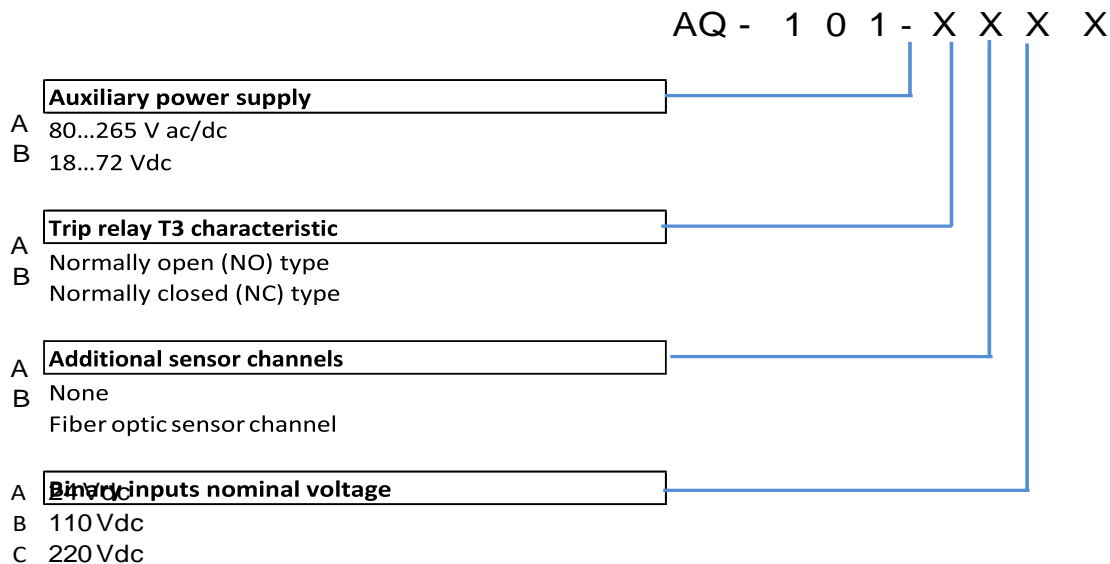 AQ - 1 0 1 - X X X X
Auxiliary power supply
A 80...265 V ac/dc
B 18...72 Vdc
Trip relay T3 characteristic
A Normally open (NO) type
B Normally closed (NC) type
Additional sensor channels
A None
B Fiber optic sensor channel
Binary inputs nominal voltage
A 24 Vdc
B 110 Vdc
C 220 Vdc